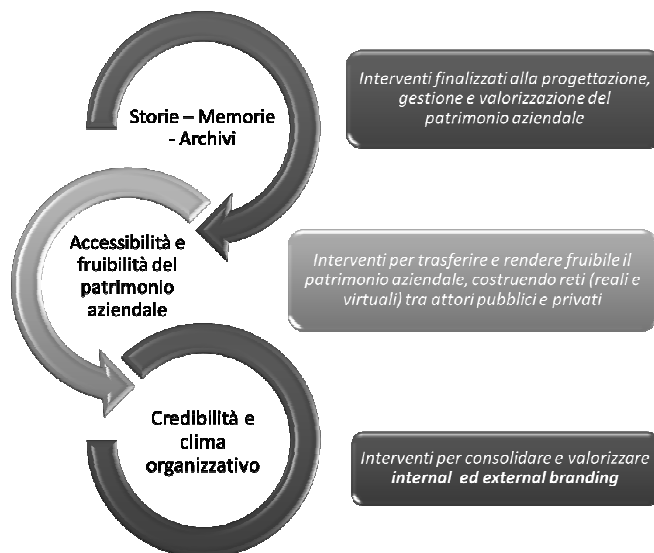 Storie – Memorie
- Archivi
Interventi finalizzati alla progettazione,
gestione e valorizzazione del
patrimonio aziendale
Accessibilità e
fruibilità del
patrimonio
aziendale
Interventi per trasferire e rendere fruibile il
patrimonio aziendale, costruendo reti (reali e
virtuali) tra attori pubblici e privati
Credibilità e
clima
organizzativo
Interventi per consolidare e valorizzare
internal ed external branding